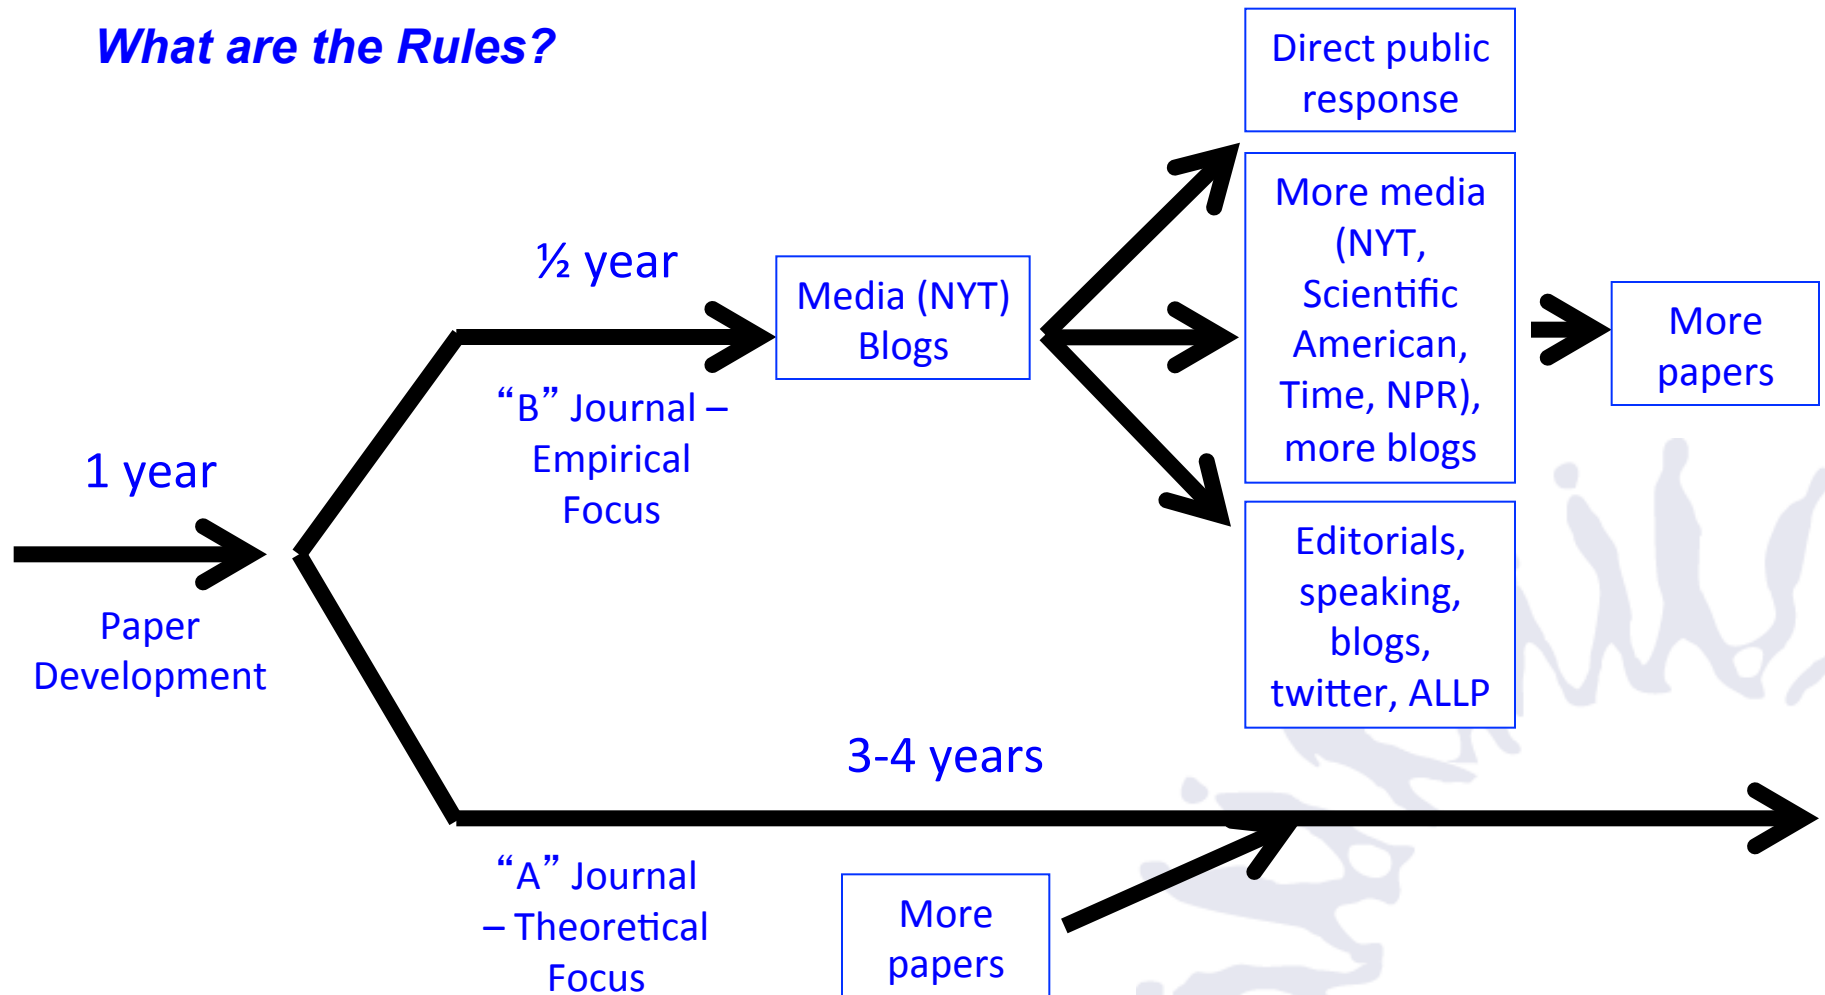 What are the Rules?
Direct public
response
More media
(NYT,
Scientific
American,
Time, NPR),
more blogs
½ year
Media (NYT)
Blogs
More
papers
“B” Journal –
Empirical
Focus
1 year
Paper
Development
Editorials,
speaking,
blogs,
twitter, ALLP
3-4 years
“A” Journal
– Theoretical
Focus
More
papers